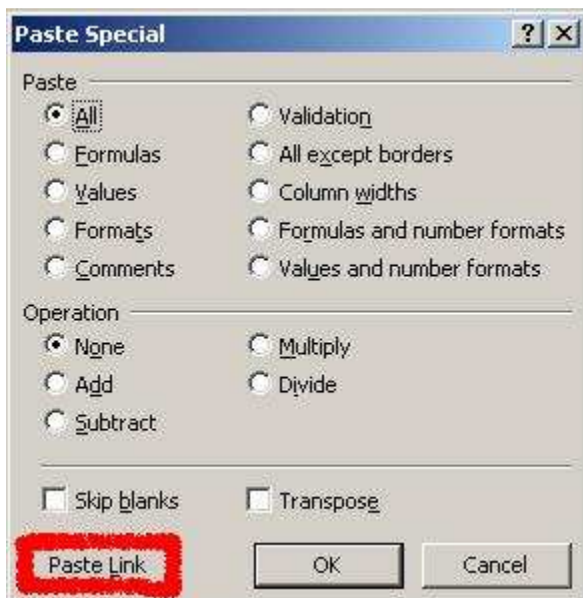 Paste Special
Paste
All
Validation
Formulas
All except borders
Values
Column widths
Formats
Formulas and number formats
Comments
Values and number formats
Operation
None
Multiply
Add
Divide
Subtract
Skip blanks
Transpose
Paste Link
OK
Cancel